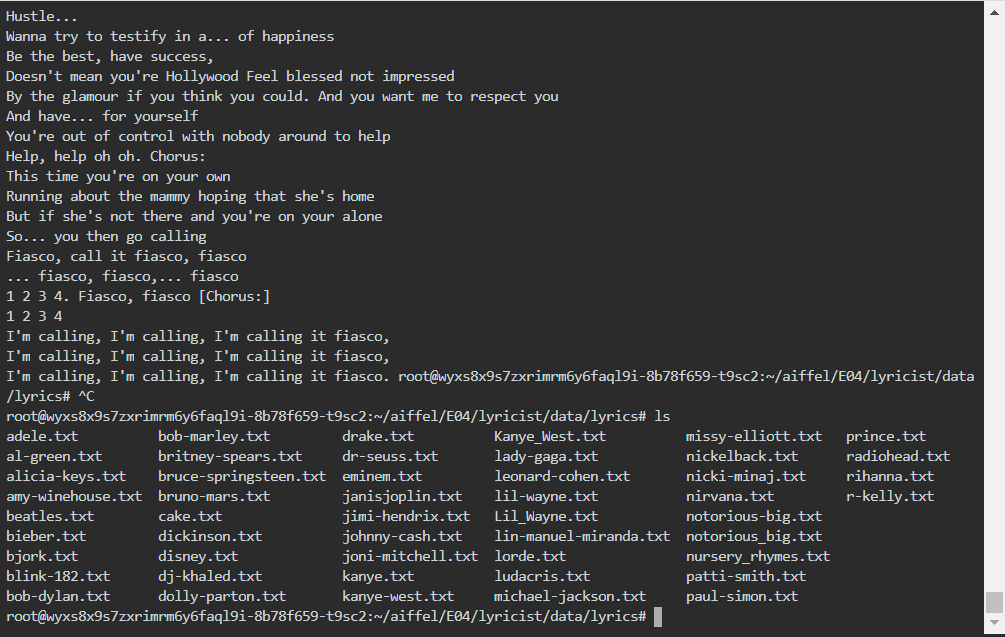 Hustle...
Wanna try to testify in a... of happiness
Be the best, have success,
Doesn't mean you're Hollywood Feel blessed not impressed
By the glamour if you think you could. And you want me to respect you
And have... for yourself
You're out of control with nobody around to help
Help, help oh oh. Chorus:
This time you're on your own
Running about the mammy hoping that she's home
But if she's not there and you're on your alone
So... you then go calling
Fiasco, call it fiasco, fiasco
... fiasco, fiasco,... fiasco
1 2 3 4. Fiasco, fiasco [Chorus:]
1 2 3 4
I'm calling, I'm calling, I'm calling it fiasco,
I'm calling, I'm calling, I'm calling it fiasco,
I'm calling, I'm calling, I'm calling it fiasco. root@wyxs8x9s7zxrimrm6y6faql9i-8b78f659-t9sc2:~/aiffel/E04/lyricist/data
/lyrics# ^C
root@wyxs8x9s7zxrimrm6y6faql9i-8b78f659-t9sc2:~/aiffel/E04/lyricist/data/lyrics# ls
adele.txt bob-marley.txt drake.txt Kanye_West.txt missy-elliott.txt prince.txt
al-green.txt britney-spears.txt dr-seuss.txt lady-gaga.txt nickelback.txt radiohead.txt
alicia-keys.txt bruce-springsteen.txt eminem.txt leonard-cohen.txt nicki-minaj.txt rihanna.txt
amy-winehouse.txt bruno-mars.txt janisjoplin.txt lil-wayne.txt nirvana.txt r-kelly.txt
beatles.txt cake.txt jimi-hendrix.txt Lil_Wayne.txt notorious-big.txt
bieber.txt dickinson.txt johnny-cash.txt lin-manuel-miranda.txt notorious_big.txt
bjork.txt disney.txt joni-mitchell.txt lorde.txt nursery_rhymes.txt
blink-182.txt dj-khaled.txt kanye.txt ludacris.txt patti-smith.txt
bob-dylan.txt dolly-parton.txt kanye-west.txt michael-jackson.txt paul-simon.txt
root@wyxs8x9s7zxrimrm6y6faql9i-8b78f659-t9sc2:~/aiffel/E04/lyricist/data/lyrics#